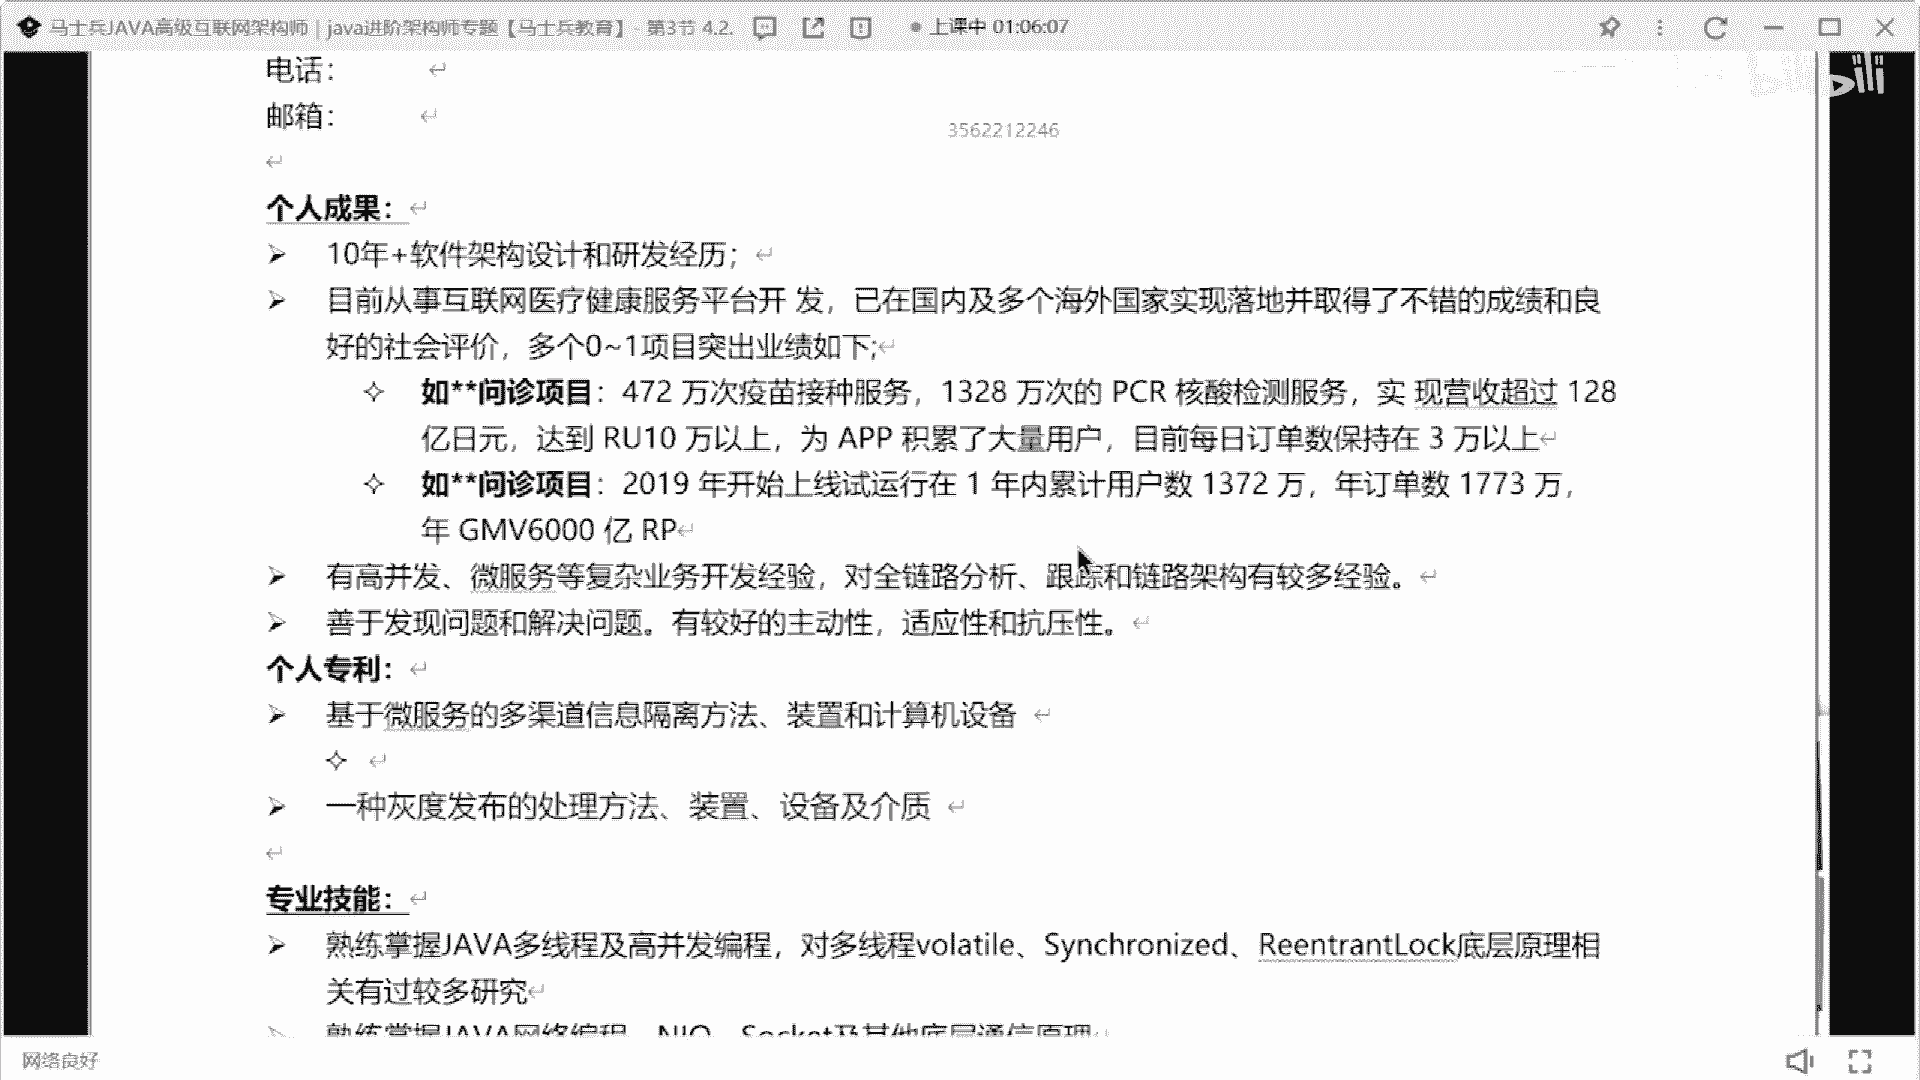 马士兵JAVA高级互联网架构师｜java进阶架构师专题【马士兵教育】- 第3节 4.2. 上课中 01:06:07
电话：
邮箱：
3562212246
个人成果：
10年+软件架构设计和研发经历；
目前从事互联网医疗健康服务平台开 发，已在国内及多个海外国家实现落地并取得了不错的成绩和良
好的社会评价，多个0~1项目突出业绩如下;
如**问诊项目：472 万次疫苗接种服务，1328 万次的 PCR 核酸检测服务，实 现营收超过 128
亿日元，达到 RU10 万以上，为 APP 积累了大量用户，目前每日订单数保持在 3 万以上
如**问诊项目：2019 年开始上线试运行在 1 年内累计用户数 1372 万，年订单数 1773 万，
年 GMV6000 亿 RP
有高并发、微服务等复杂业务开发经验，对全链路分析、跟踪和链路架构有较多经验。
善于发现问题和解决问题。有较好的主动性，适应性和抗压性。
个人专利：
基于微服务的多渠道信息隔离方法、装置和计算机设备
一种灰度发布的处理方法、装置、设备及介质
专业技能：
熟练掌握JAVA多线程及高并发编程，对多线程volatile、Synchronized、ReentrantLock底层原理相
关有过较多研究
熟练掌握JAVA网络编程、NIO、Socket及其他底层通信原理
网络良好